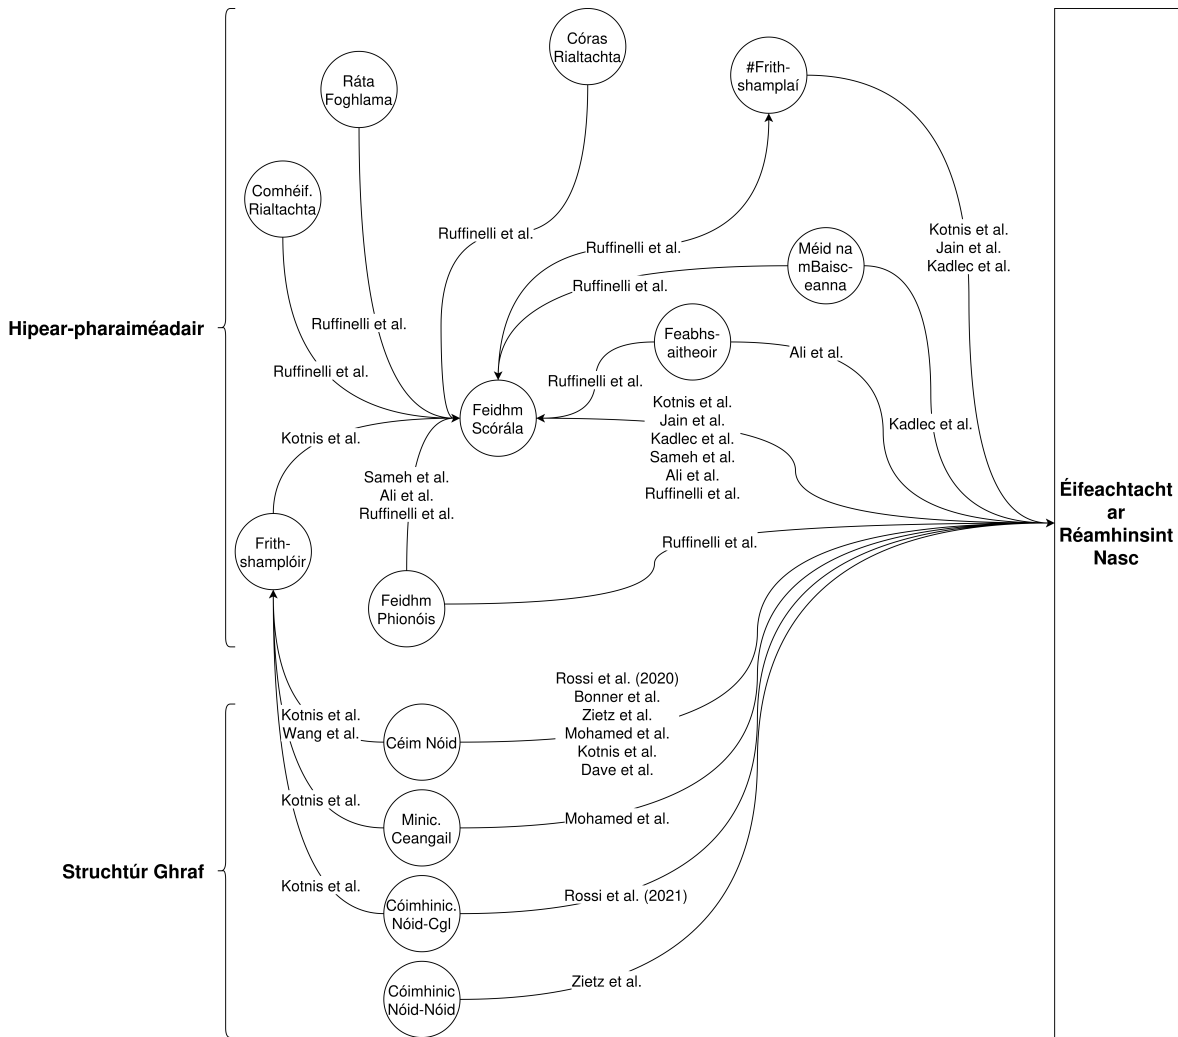 Córas
Rialtachta
#Frith-
shamplaí
Ráta
Foghlama
Comhéif.
Rialtachta
Ruffinelli et al.
Ruffinelli et al.
Kotnis et al.
Jain et al.
Kadlec et al.
Méid na
mBaisc-
eanna
Ruffinelli et al.
Hipear-pharaiméadair
Ruffinelli et al.
Feabhs-
aitheoir
Ali et al.
Ruffinelli et al.
Ruffinelli et al.
Feidhm
Scórála
Kotnis et al.
Jain et al.
Kadlec et al.
Sameh et al.
Ali et al.
Ruffinelli et al.
Kadlec et al.
Kotnis et al.
Sameh et al.
Ali et al.
Ruffinelli et al.
Éifeachtacht
ar
Réamhinsint
Nasc
Frith-
shamplóir
Ruffinelli et al.
Feidhm
Phionóis
Rossi et al. (2020)
Bonner et al.
Zietz et al.
Mohamed et al.
Kotnis et al.
Dave et al.
Kotnis et al.
Wang et al.
Céim Nóid
Kotnis et al.
Minic.
Ceangail
Mohamed et al.
Struchtúr Ghraf
Kotnis et al.
Cóimhinic.
Nóid-Cgl
Rossi et al. (2021)
Cóimhinic
Nóid-Nóid
Zietz et al.